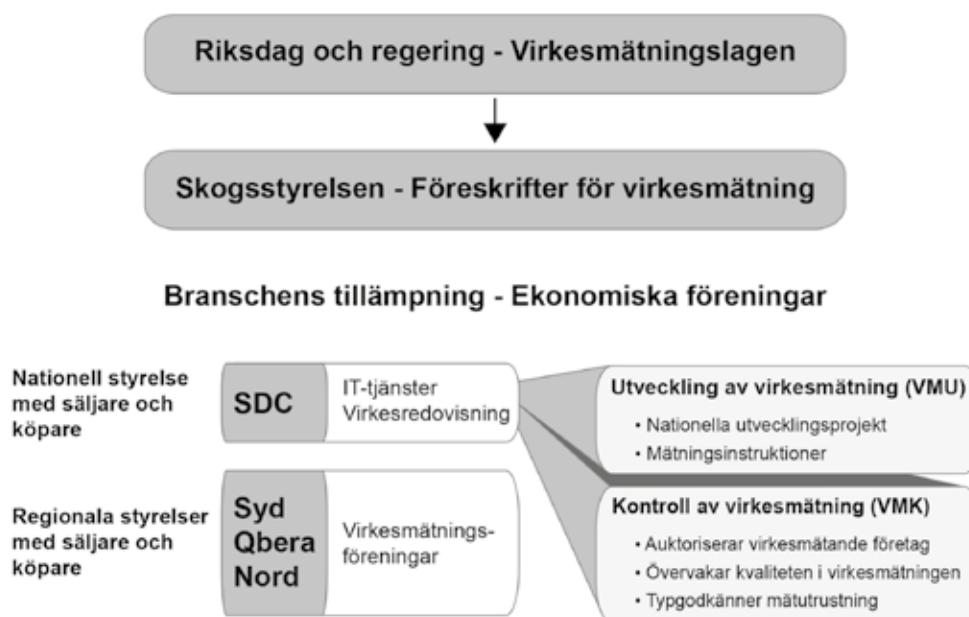 Riksdag och regering - Virkesmätningslagen
Skogsstyrelsen - Föreskrifter för virkesmätning
Branschens tillämpning - Ekonomiska föreningar
Nationell styrelse
med säljare och
köpare
SDC
IT-tjänster
Virkesredovisning
Utveckling av virkesmätning (VMU)
• Nationella utvecklingsprojekt
• Mätningsinstruktioner
Regionala styrelser
med säljare och
köpare
Syd
Qbera
Nord
Virkesmätnings-
föreningar
Kontroll av virkesmätning (VMK)
• Auktoriserar virkesmätande företag
• Övervakar kvaliteten i virkesmätningen
• Typgodkänner mätutrustning